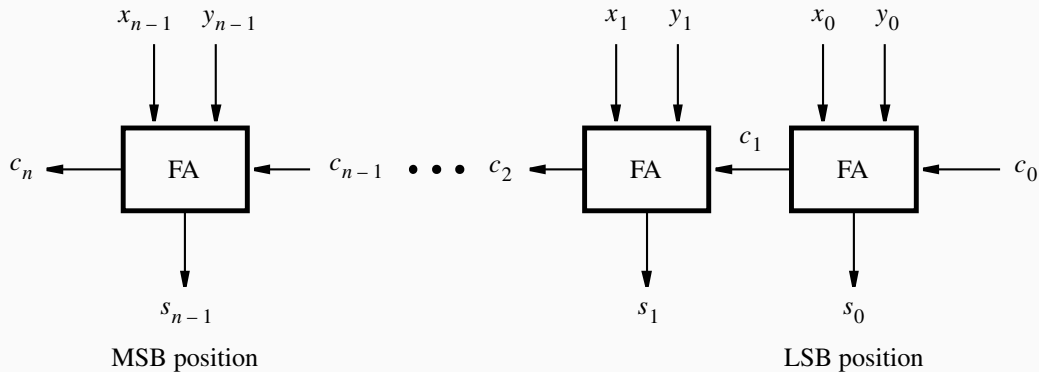 x_{n-1} y_{n-1} x_1 y_1 x_0 y_0
c_1
c_n FA c_{n-1} ••• c_2 FA FA c_0
s_{n-1} s_1 s_0
MSB position LSB position